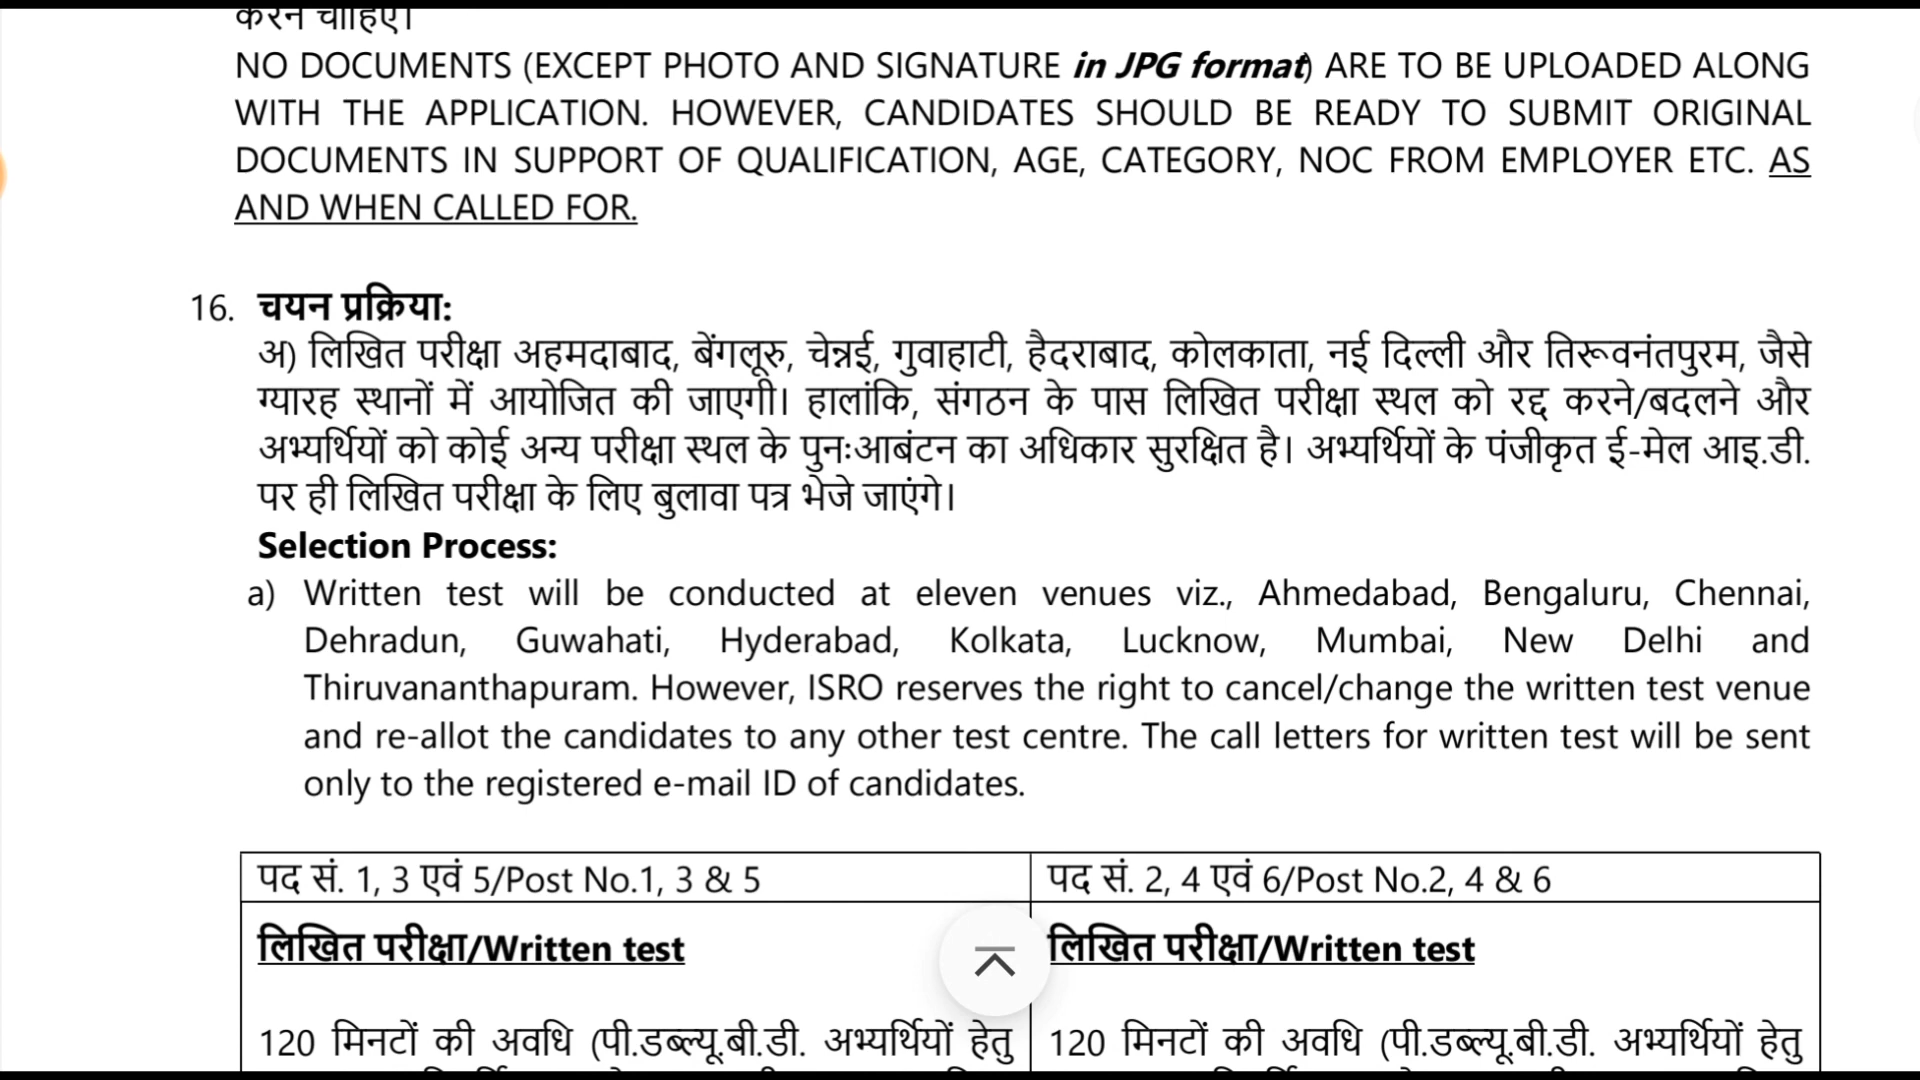 करने चाहिए।
NO DOCUMENTS (EXCEPT PHOTO AND SIGNATURE in JPG format) ARE TO BE UPLOADED ALONG
WITH THE APPLICATION. HOWEVER, CANDIDATES SHOULD BE READY TO SUBMIT ORIGINAL
DOCUMENTS IN SUPPORT OF QUALIFICATION, AGE, CATEGORY, NOC FROM EMPLOYER ETC. AS
AND WHEN CALLED FOR.
16. चयन प्रक्रिया:
अ) लिखित परीक्षा अहमदाबाद, बेंगलूरु, चेन्नई, गुवाहाटी, हैदराबाद, कोलकाता, नई दिल्ली और तिरूवनंतपुरम, जैसे
ग्यारह स्थानों में आयोजित की जाएगी। हालांकि, संगठन के पास लिखित परीक्षा स्थल को रद्द करने/बदलने और
अभ्यर्थियों को कोई अन्य परीक्षा स्थल के पुनःआबंटन का अधिकार सुरक्षित है। अभ्यर्थियों के पंजीकृत ई-मेल आइ.डी.
पर ही लिखित परीक्षा के लिए बुलावा पत्र भेजे जाएंगे।
Selection Process:
a) Written test will be conducted at eleven venues viz., Ahmedabad, Bengaluru, Chennai,
Dehradun, Guwahati, Hyderabad, Kolkata, Lucknow, Mumbai, New Delhi and
Thiruvananthapuram. However, ISRO reserves the right to cancel/change the written test venue
and re-allot the candidates to any other test centre. The call letters for written test will be sent
only to the registered e-mail ID of candidates.
पद सं. 1, 3 एवं 5/Post No.1, 3 & 5
पद सं. 2, 4 एवं 6/Post No.2, 4 & 6
लिखित परीक्षा/Written test
लिखित परीक्षा/Written test
120 मिनटों की अवधि (पी.डब्ल्यू.बी.डी. अभ्यर्थियों हेतु
120 मिनटों की अवधि (पी.डब्ल्यू.बी.डी. अभ्यर्थियों हेतु